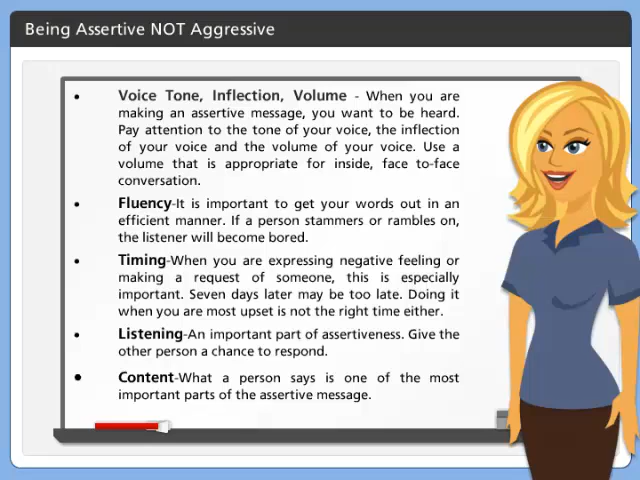 Being Assertive NOT Aggressive
• Voice Tone, Inflection, Volume - When you are
making an assertive message, you want to be heard.
Pay attention to the tone of your voice, the inflection
of your voice and the volume of your voice. Use a
volume that is appropriate for inside, face to-face
conversation.
• Fluency-It is important to get your words out in an
efficient manner. If a person stammers or rambles on,
the listener will become bored.
• Timing-When you are expressing negative feeling or
making a request of someone, this is especially
important. Seven days later may be too late. Doing it
when you are most upset is not the right time either.
• Listening-An important part of assertiveness. Give the
other person a chance to respond.
• Content-What a person says is one of the most
important parts of the assertive message.